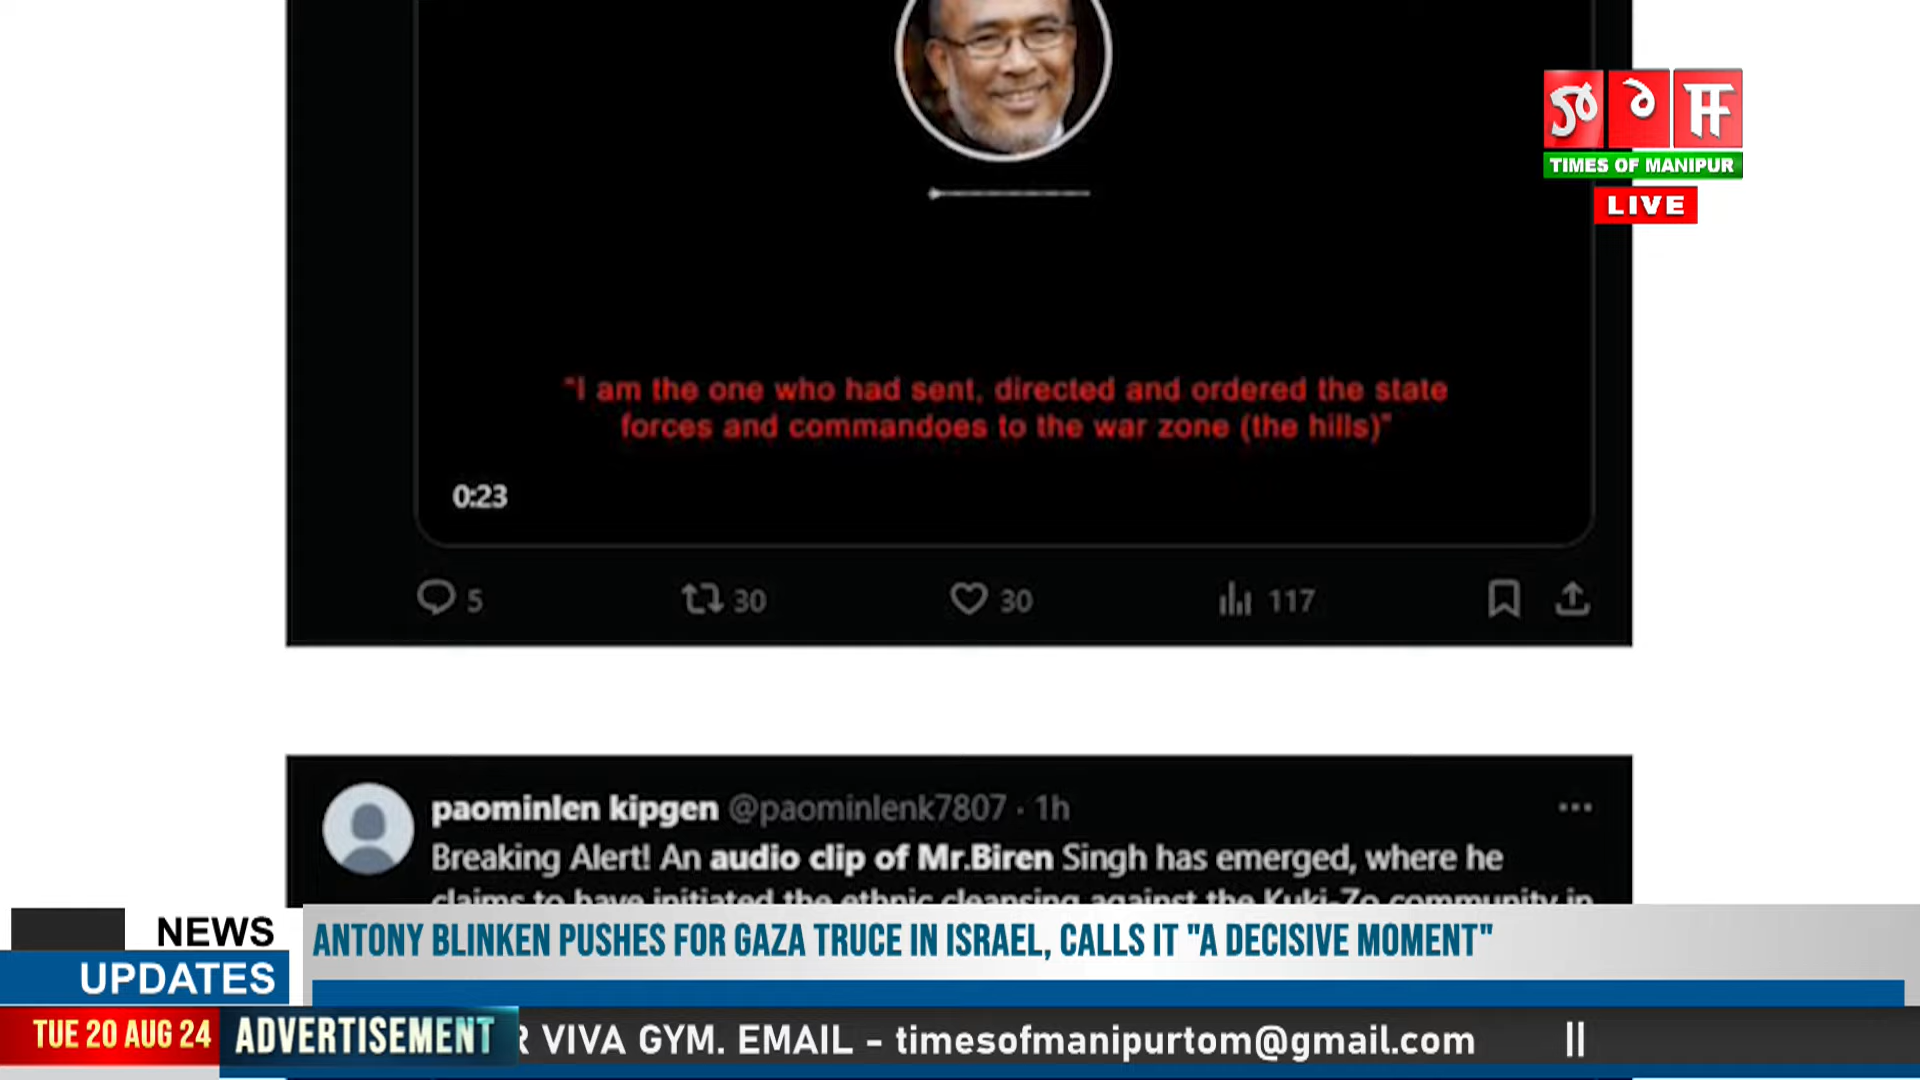 ꯇꯣꯝ
TIMES OF MANIPUR
LIVE
"I am the one who had sent, directed and ordered the state
forces and commandoes to the war zone (the hills)"
0:23
5 30 30 117
paominlen kipgen @paominlenk7807 · 1h
Breaking Alert! An audio clip of Mr.Biren Singh has emerged, where he
claims to have initiated the ethnic cleansing against the Kuki-Zo community in
NEWS
UPDATES
ANTONY BLINKEN PUSHES FOR GAZA TRUCE IN ISRAEL, CALLS IT "A DECISIVE MOMENT"
TUE 20 AUG 24
ADVERTISEMENT
R VIVA GYM. EMAIL - timesofmanipurtom@gmail.com ||